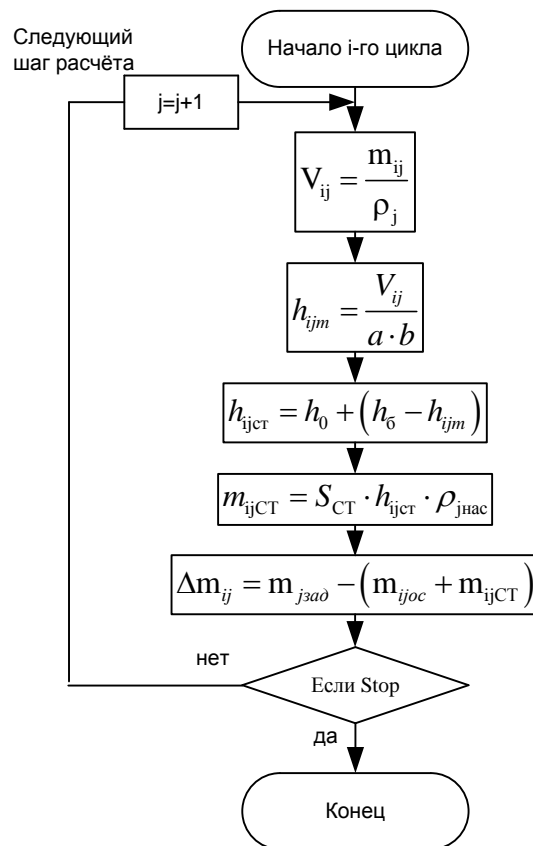 Следующий
шаг расчёта
Начало i-го цикла
j=j+1
V_ij = m_ij / ρ_j
h_ijm = V_ij / a · b
h_ijст = h_0 + (h_б − h_ijm)
m_ijСТ = S_СТ · h_ijст · ρ_jнас
Δm_ij = m_jзад − (m_ijос + m_ijСТ)
нет
Если Stop
да
Конец